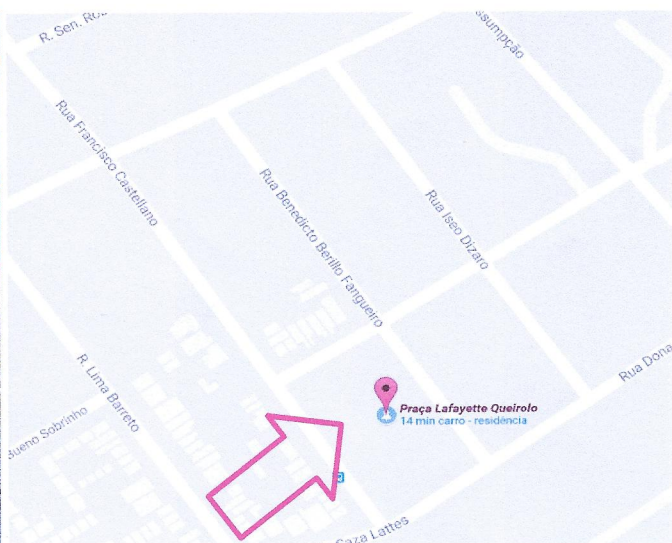 R. Sen. Ro
ssumpção
Rua Francisco Castellano
Rua Benedicto Berillo Fangueiro
Rua Iseo Dizaro
R. Lima Barreto
Bueno Sobrinho
Rua Dona
Praça Lafayette Queirolo
14 min carro - residência
Caza Lattes